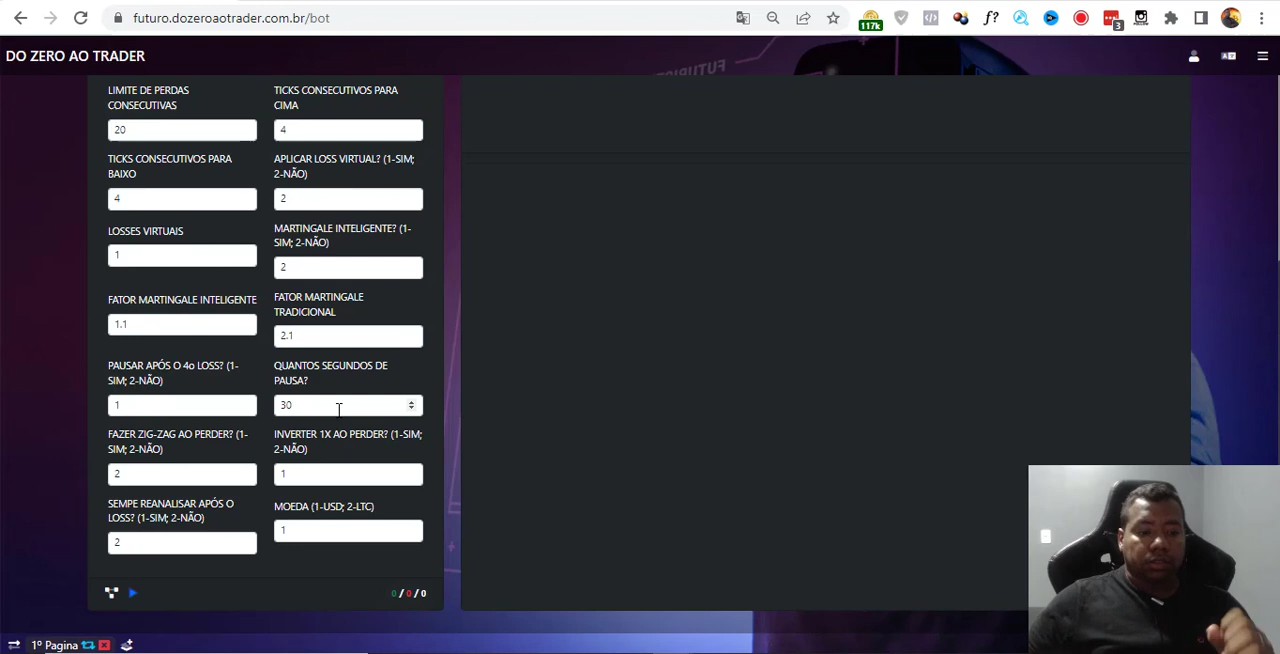 futuro.dozeroaotrader.com.br/bot
117k
f?
3
DO ZERO AO TRADER
LIMITE DE PERDAS
CONSECUTIVAS
20
TICKS CONSECUTIVOS PARA
CIMA
4
TICKS CONSECUTIVOS PARA
BAIXO
4
APLICAR LOSS VIRTUAL? (1-SIM;
2-NÃO)
2
LOSSES VIRTUAIS
1
MARTINGALE INTELIGENTE? (1-
SIM; 2-NÃO)
2
FATOR MARTINGALE INTELIGENTE
1.1
FATOR MARTINGALE
TRADICIONAL
2.1
PAUSAR APÓS O 4o LOSS? (1-
SIM; 2-NÃO)
1
QUANTOS SEGUNDOS DE
PAUSA?
30
FAZER ZIG-ZAG AO PERDER? (1-
SIM; 2-NÃO)
2
INVERTER 1X AO PERDER? (1-SIM;
2-NÃO)
1
SEMPE REANALISAR APÓS O
LOSS? (1-SIM; 2-NÃO)
2
MOEDA (1-USD; 2-LTC)
1
0 / 0 / 0
1º Pagina